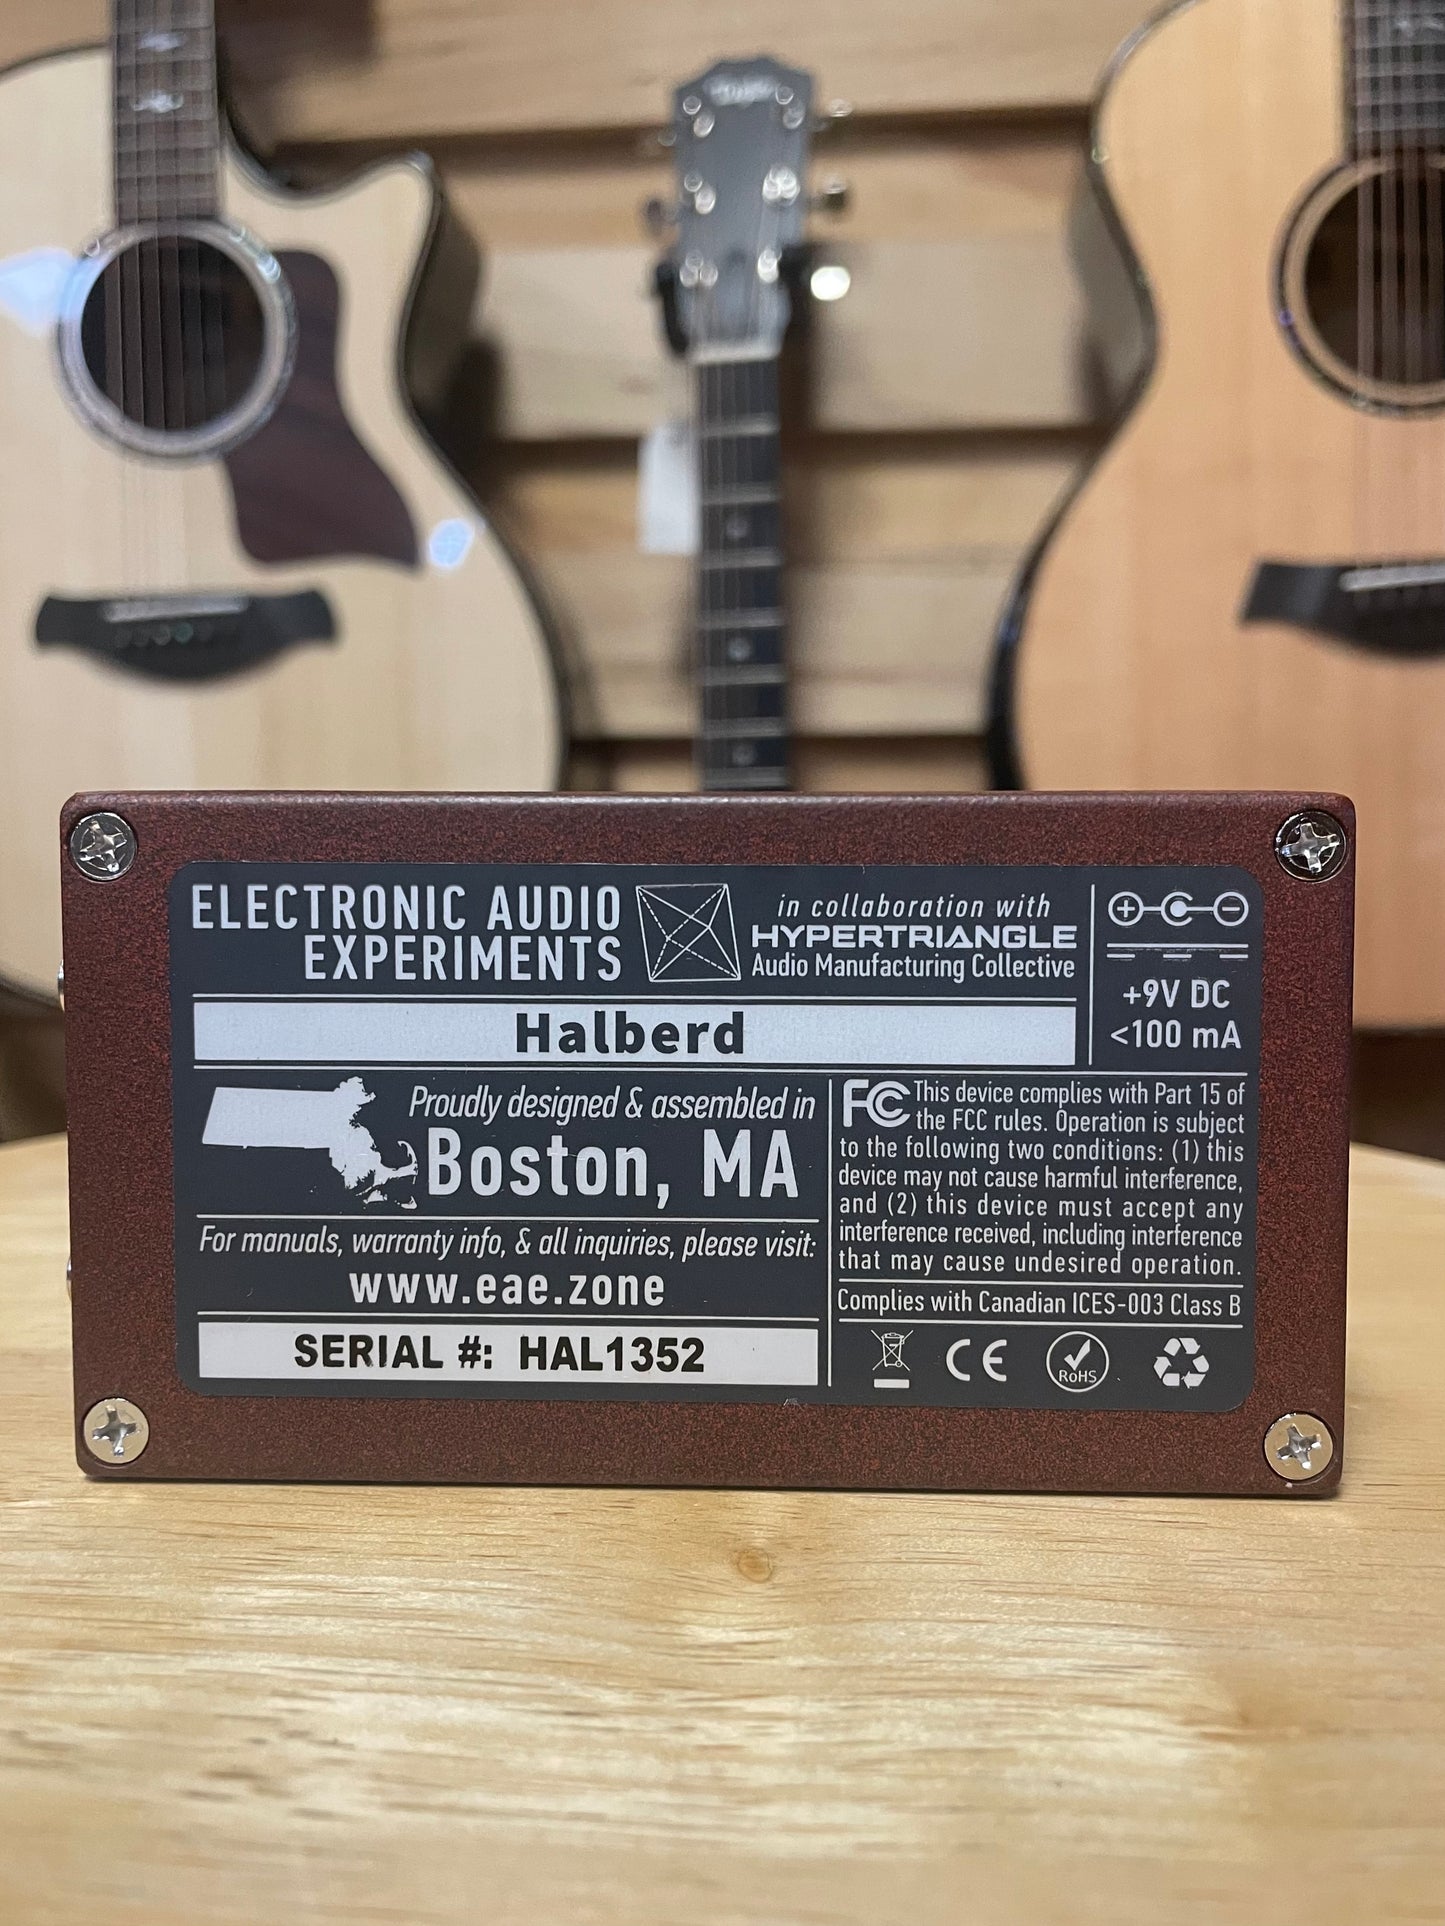 ELECTRONIC AUDIO
EXPERIMENTS
in collaboration with
HYPERTRIANGLE
Audio Manufacturing Collective
+9V DC
<100 mA
Halberd
Proudly designed & assembled in
Boston, MA
For manuals, warranty info, & all inquiries, please visit:
www.eae.zone
SERIAL #: HAL1352
FC This device complies with Part 15 of
the FCC rules. Operation is subject
to the following two conditions: (1) this
device may not cause harmful interference,
and (2) this device must accept any
interference received, including interference
that may cause undesired operation.
Complies with Canadian ICES-003 Class B
CE
RoHS